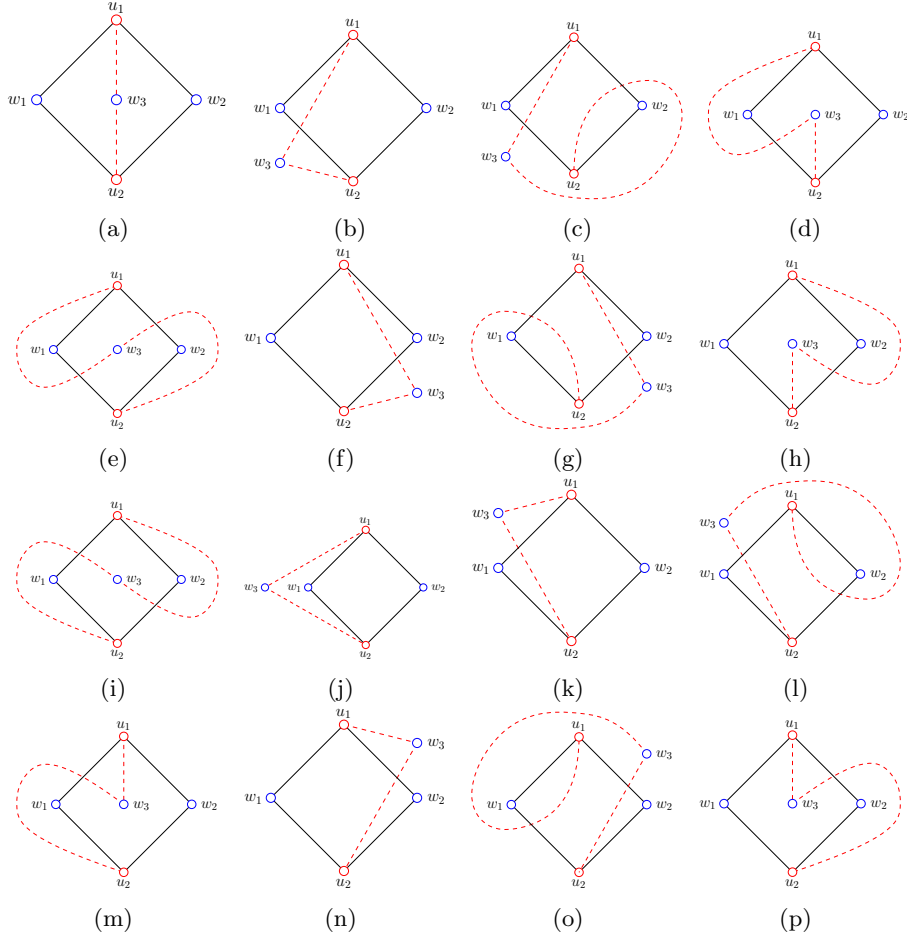 u₁ w₁ w₃ w₂ u₂
u₁ w₁ w₂ w₃ u₂
u₁ w₁ w₂ w₃ u₂
u₁ w₁ w₃ w₂ u₂
(a) (b) (c) (d)
u₁ w₁ w₃ w₂ u₂
u₁ w₁ w₂ w₃ u₂
u₁ w₁ w₂ w₃ u₂
u₁ w₁ w₃ w₂ u₂
(e) (f) (g) (h)
u₁ w₁ w₃ w₂ u₂
u₁ w₃ w₁ w₂ u₂
u₁ w₃ w₁ w₂ u₂
u₁ w₃ w₁ w₂ u₂
(i) (j) (k) (l)
u₁ w₁ w₃ w₂ u₂
u₁ w₃ w₁ w₂ u₂
u₁ w₃ w₁ w₂ u₂
u₁ w₁ w₃ w₂ u₂
(m) (n) (o) (p)